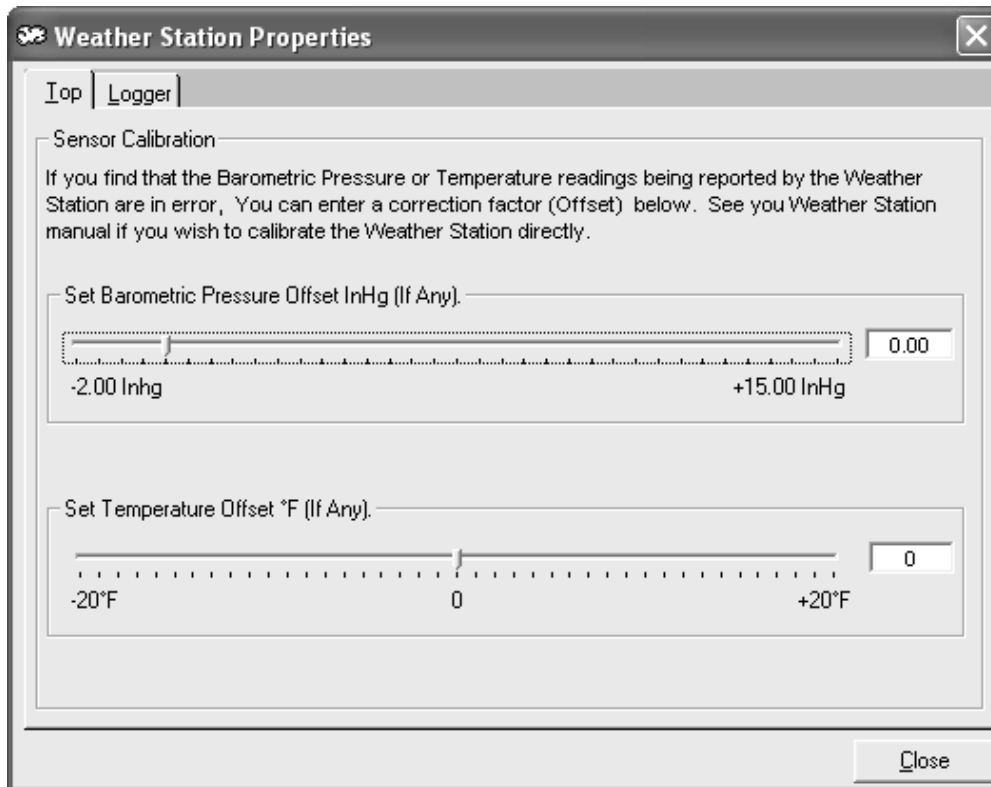 Weather Station Properties
Top
Logger
Sensor Calibration
If you find that the Barometric Pressure or Temperature readings being reported by the Weather
Station are in error, You can enter a correction factor (Offset) below. See you Weather Station
manual if you wish to calibrate the Weather Station directly.
Set Barometric Pressure Offset InHg (If Any).
0.00
-2.00 Inhg
+15.00 InHg
Set Temperature Offset °F (If Any).
0
-20°F
0
+20°F
Close